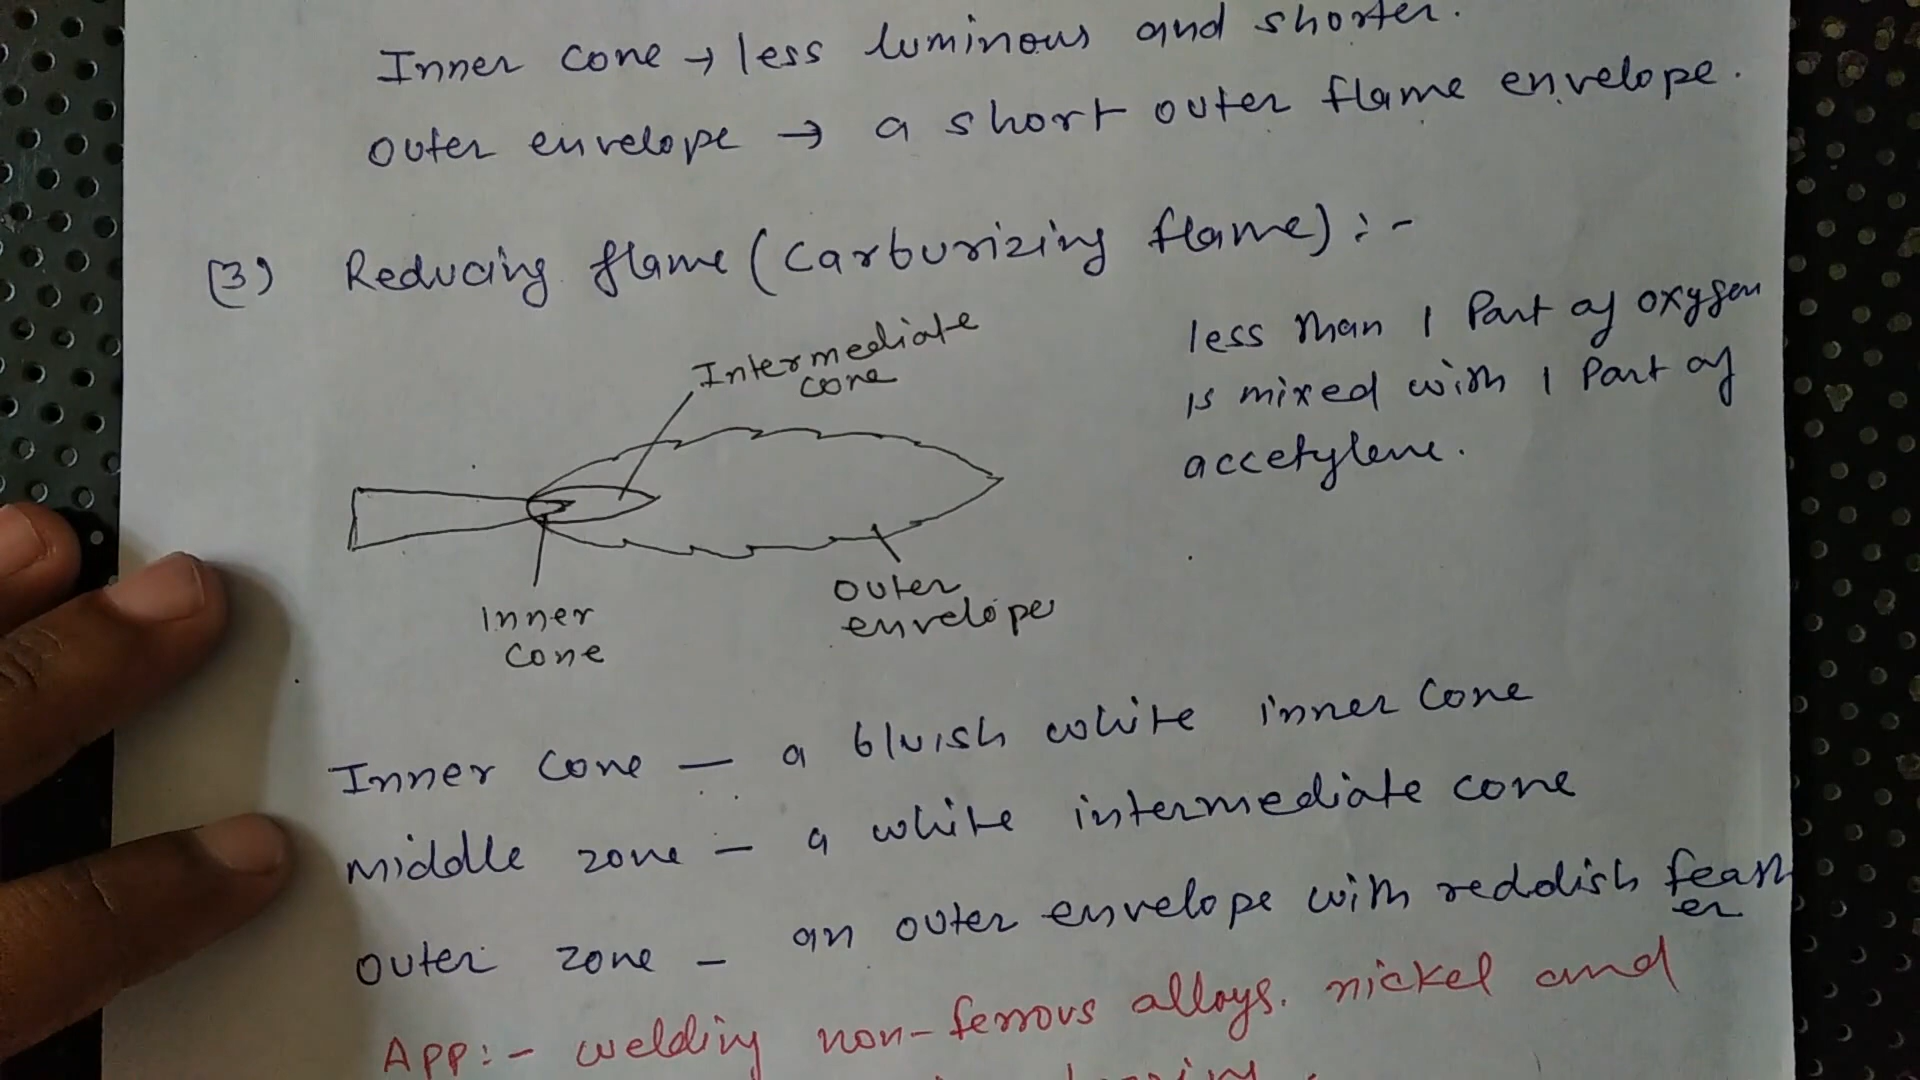 Inner cone → less luminous and shorter.
outer envelope → a short outer flame envelope.
(3) Reducing flame (carburizing flame) :-
Intermediate
cone
less than 1 Part of oxygen
is mixed with 1 Part of
accetylene.
Inner
cone
outer
envelope
Inner cone — a bluish white inner cone
middle zone — a white intermediate cone
outer zone — an outer envelope with reddish feath
er
App:- welding non-ferrous alloys. nickel and